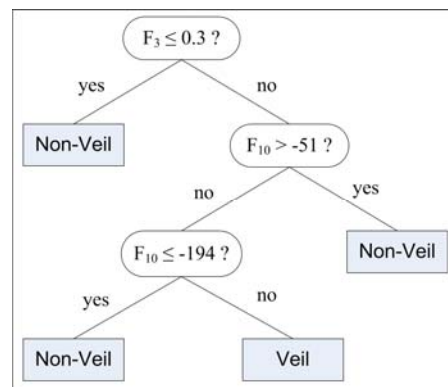 F₃ ≤ 0.3 ?
yes
no
Non-Veil
F₁₀ > -51 ?
no
yes
F₁₀ ≤ -194 ?
Non-Veil
yes
no
Non-Veil
Veil